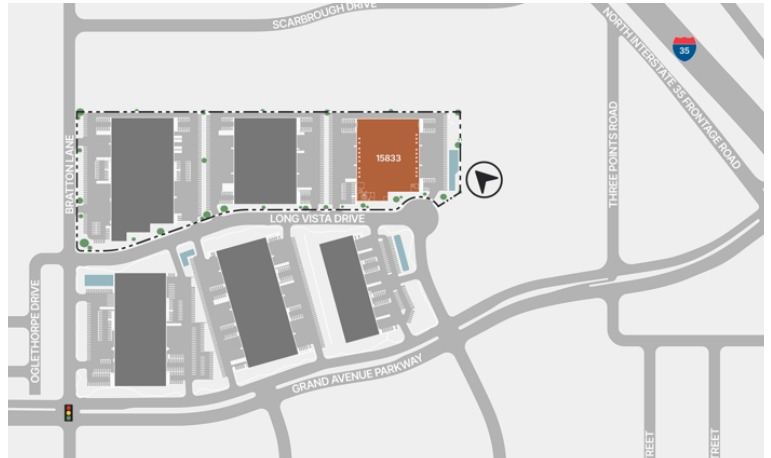 SCARBROUGH DRIVE
NORTH INTERSTATE 35 FRONTAGE ROAD
35
THREE POINTS ROAD
BRATTON LANE
15833
LONG VISTA DRIVE
OGLETHORPE DRIVE
GRAND AVENUE PARKWAY
REET
STREET